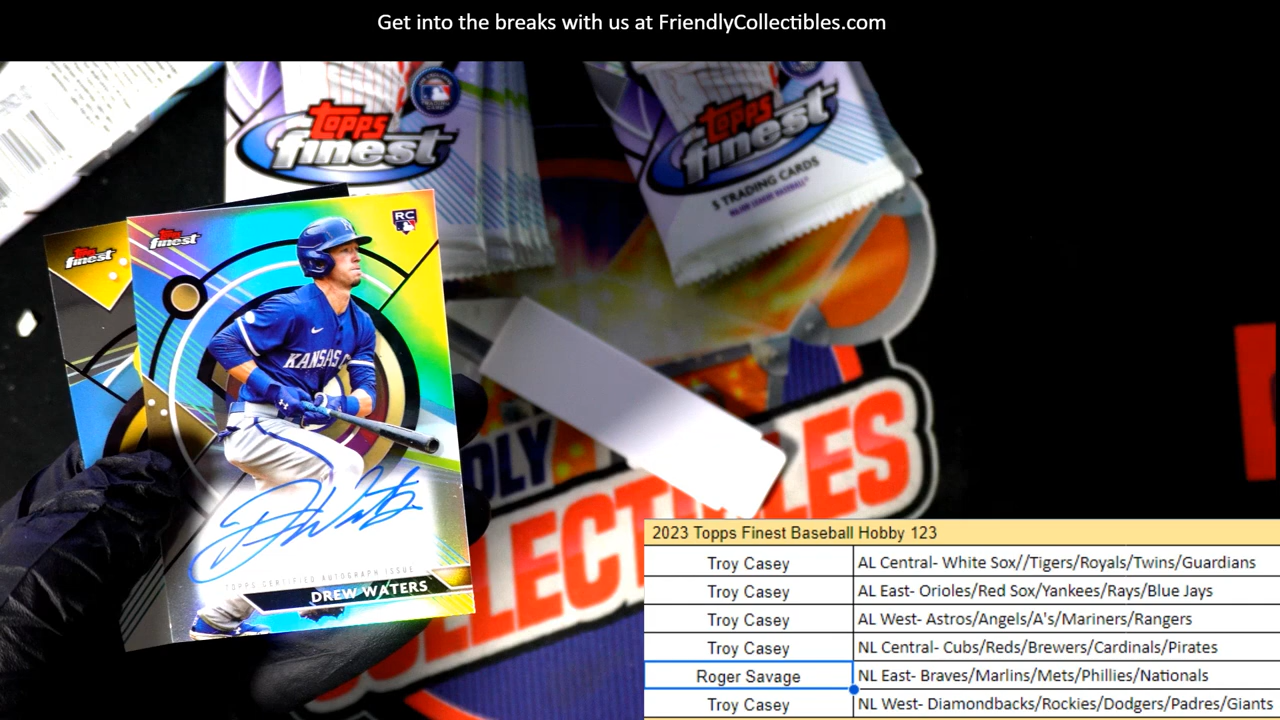 Get into the breaks with us at FriendlyCollectibles.com
Topps
finest
Topps
finest
5 TRADING CARDS
MAJOR LEAGUE BASEBALL
Topps
finest
Topps
finest
RC
KANSAS C
TOPPS CERTIFIED AUTOGRAPH ISSUE
DREW WATERS
DLY
COLLECTIBLES
2023 Topps Finest Baseball Hobby 123
Troy Casey AL Central- White Sox//Tigers/Royals/Twins/Guardians
Troy Casey AL East- Orioles/Red Sox/Yankees/Rays/Blue Jays
Troy Casey AL West- Astros/Angels/A's/Mariners/Rangers
Troy Casey NL Central- Cubs/Reds/Brewers/Cardinals/Pirates
Roger Savage NL East- Braves/Marlins/Mets/Phillies/Nationals
Troy Casey NL West- Diamondbacks/Rockies/Dodgers/Padres/Giants